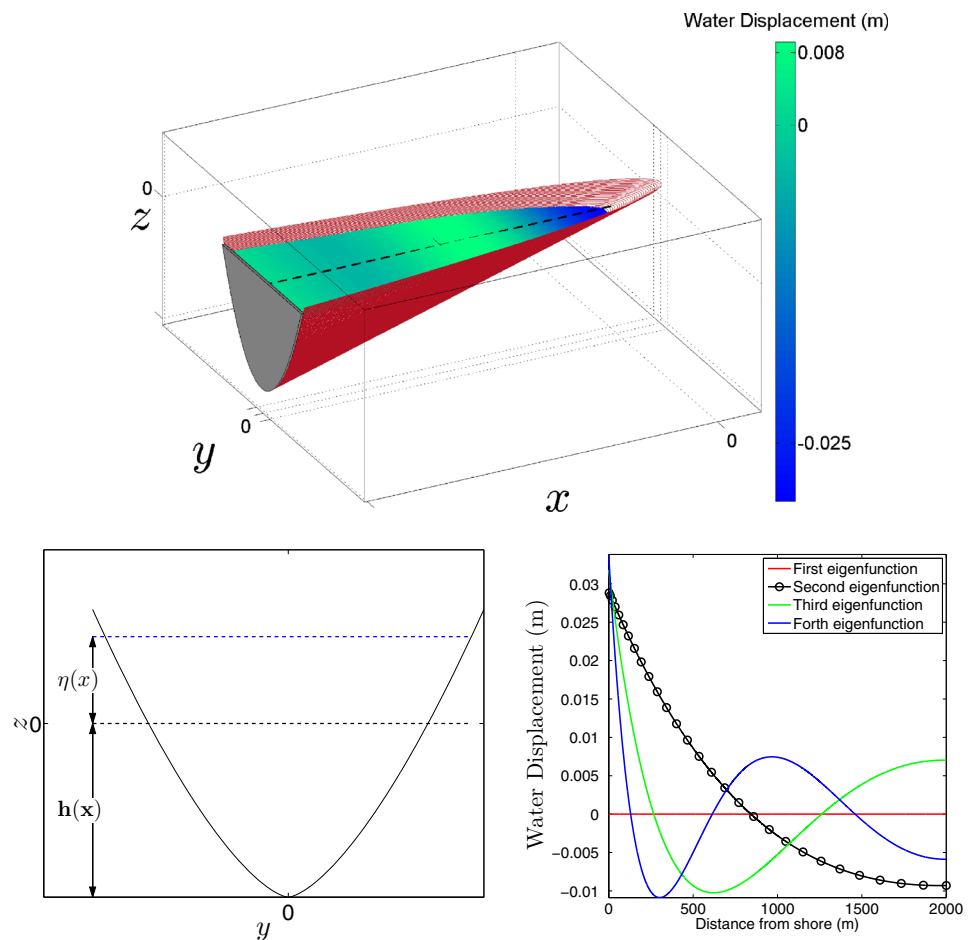 Water Displacement (m)
0.008
0
-0.025
0
z
0
y
0
x
η(x)
z
0
h(x)
0
y
First eigenfunction
Second eigenfunction
Third eigenfunction
Forth eigenfunction
0.03
0.025
0.02
0.015
0.01
0.005
0
−0.005
−0.01
Water Displacement (m)
0
500
1000
1500
2000
Distance from shore (m)